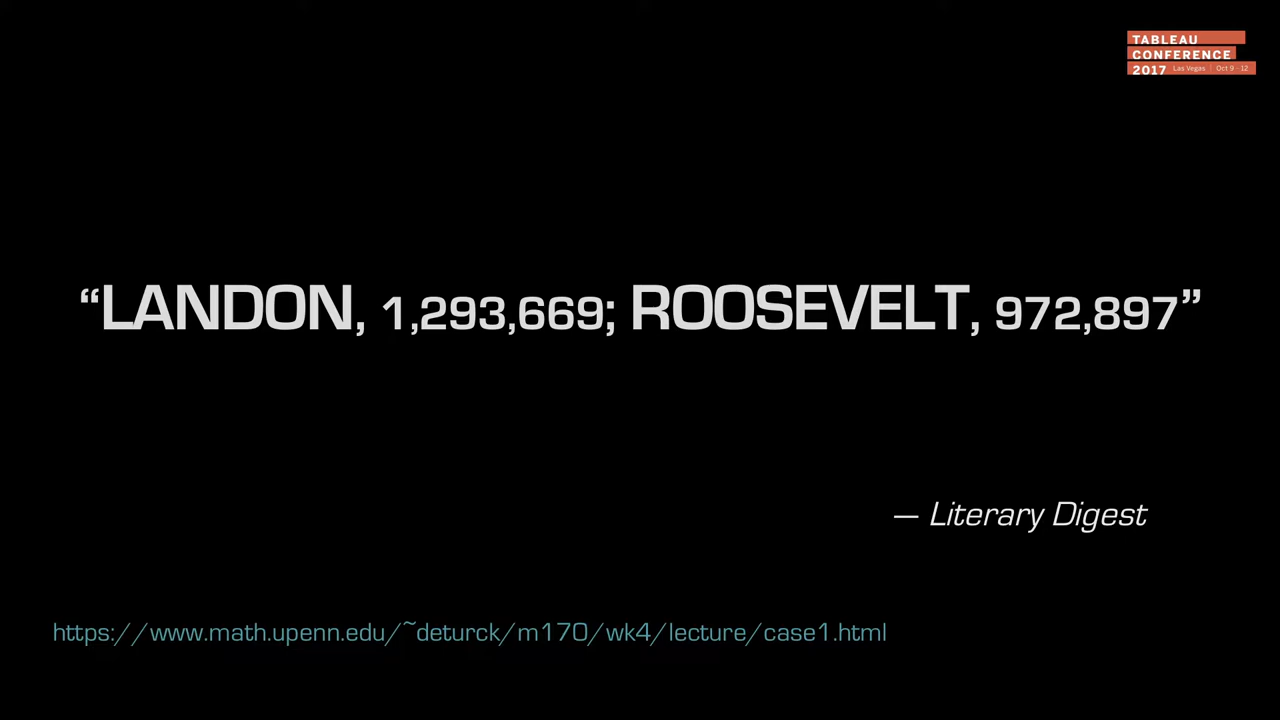 TABLEAU
CONFERENCE
2017 Las Vegas | Oct 9 - 12
“LANDON, 1,293,669; ROOSEVELT, 972,897”
— Literary Digest
https://www.math.upenn.edu/~deturck/m170/wk4/lecture/case1.html